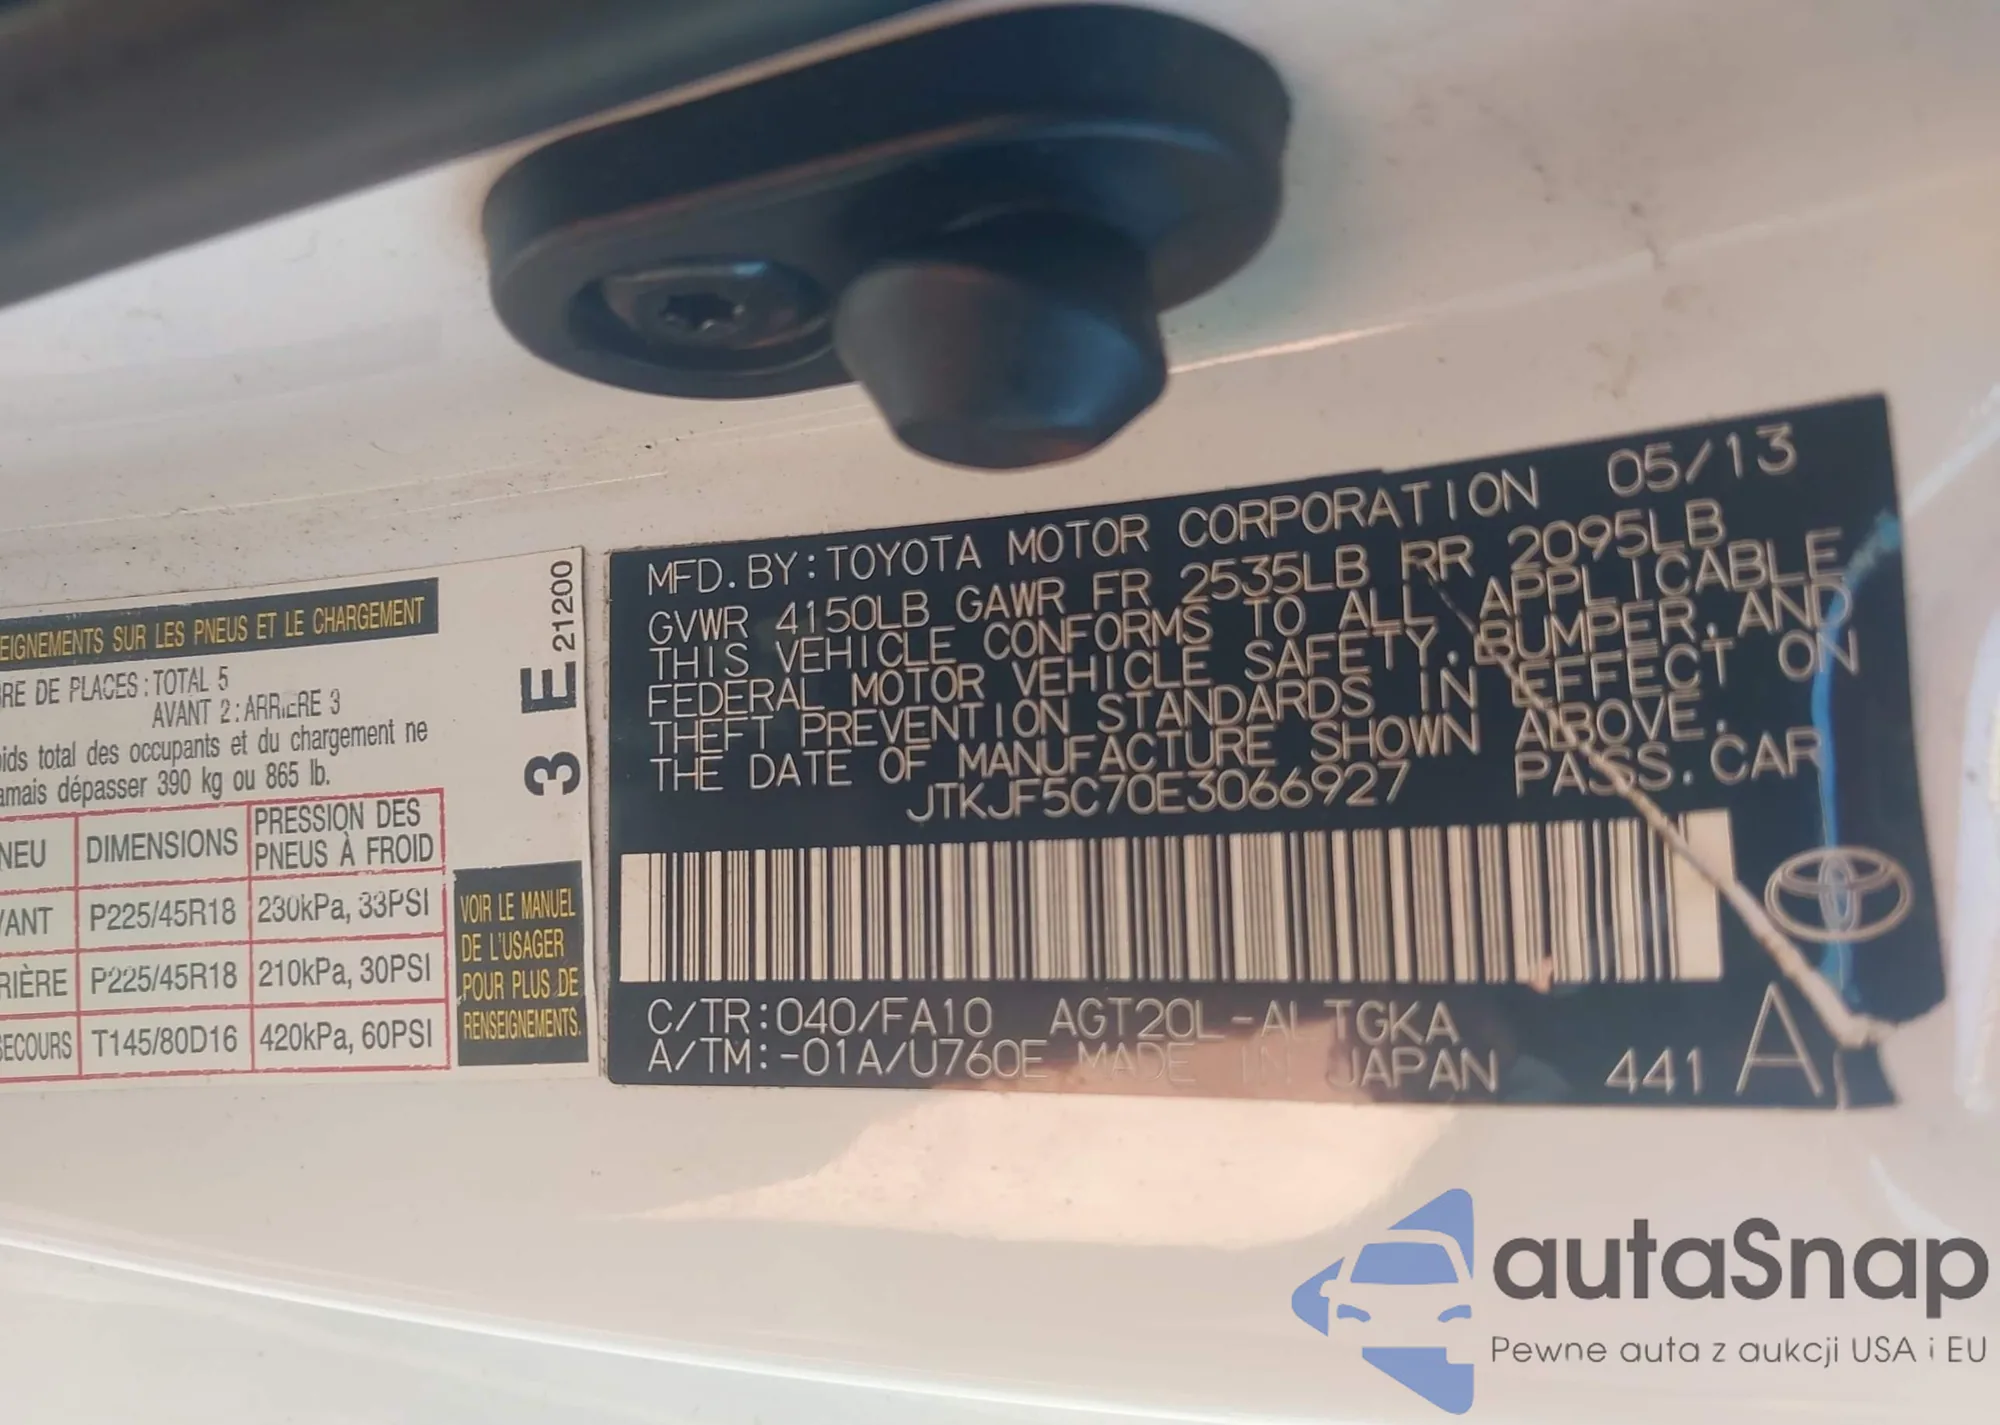 EIGNEMENTS SUR LES PNEUS ET LE CHARGEMENT
BRE DE PLACES : TOTAL 5
AVANT 2 : ARRIERE 3
oids total des occupants et du chargement ne
amais dépasser 390 kg ou 865 lb.
NEU DIMENSIONS PRESSION DES PNEUS À FROID
VANT P225/45R18 230kPa, 33PSI
RIÈRE P225/45R18 210kPa, 30PSI
SECOURS T145/80D16 420kPa, 60PSI
3 E 21200
VOIR LE MANUEL
DE L'USAGER
POUR PLUS DE
RENSEIGNEMENTS.
MFD. BY: TOYOTA MOTOR CORPORATION 05/13
GVWR 4150LB GAWR FR 2535LB RR 2095LB
THIS VEHICLE CONFORMS TO ALL APPLICABLE
FEDERAL MOTOR VEHICLE SAFETY, BUMPER, AND
THEFT PREVENTION STANDARDS IN EFFECT ON
THE DATE OF MANUFACTURE SHOWN ABOVE.
JTKJF5C70E3066927 PASS. CAR
C/TR:040/FA10 AGT20L-ALTGKA
A/TM:-01A/U760E MADE IN JAPAN 441 A
autaSnap
Pewne auta z aukcji USA i EU